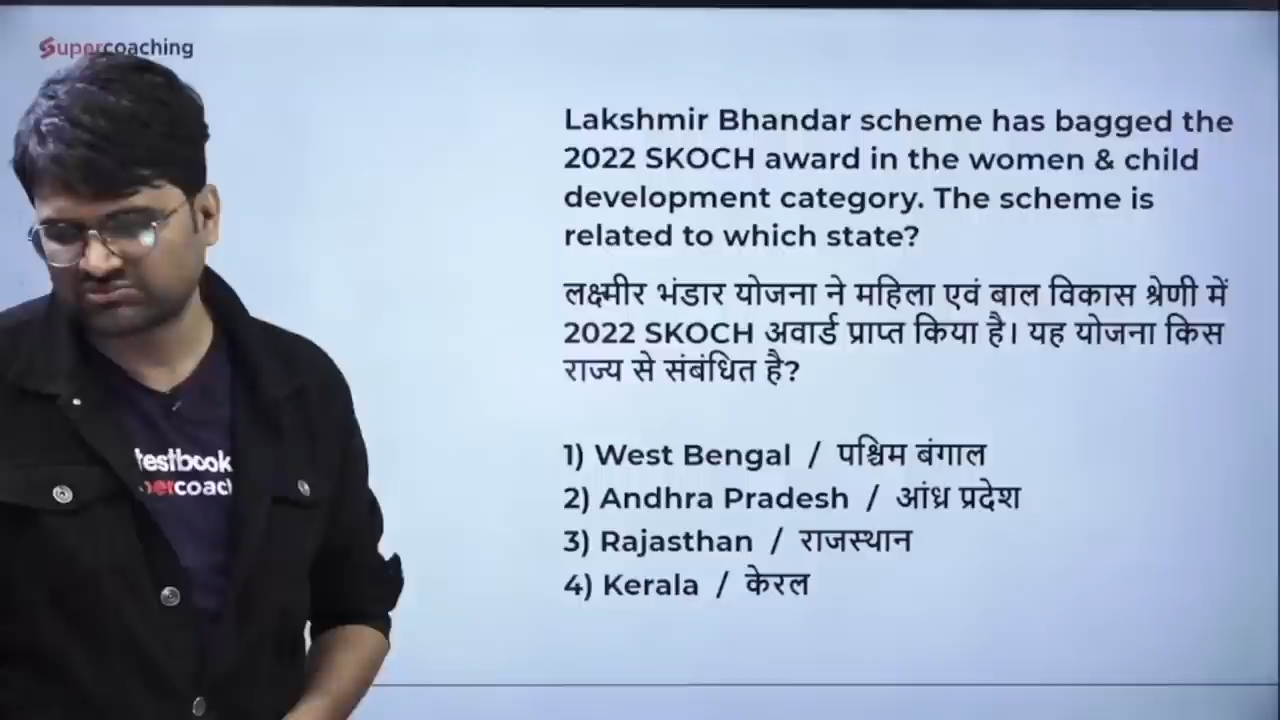 Supercoaching
Lakshmir Bhandar scheme has bagged the
2022 SKOCH award in the women & child
development category. The scheme is
related to which state?
लक्ष्मीर भंडार योजना ने महिला एवं बाल विकास श्रेणी में
2022 SKOCH अवार्ड प्राप्त किया है। यह योजना किस
राज्य से संबंधित है?
1) West Bengal / पश्चिम बंगाल
2) Andhra Pradesh / आंध्र प्रदेश
3) Rajasthan / राजस्थान
4) Kerala / केरल
testbook
percoach